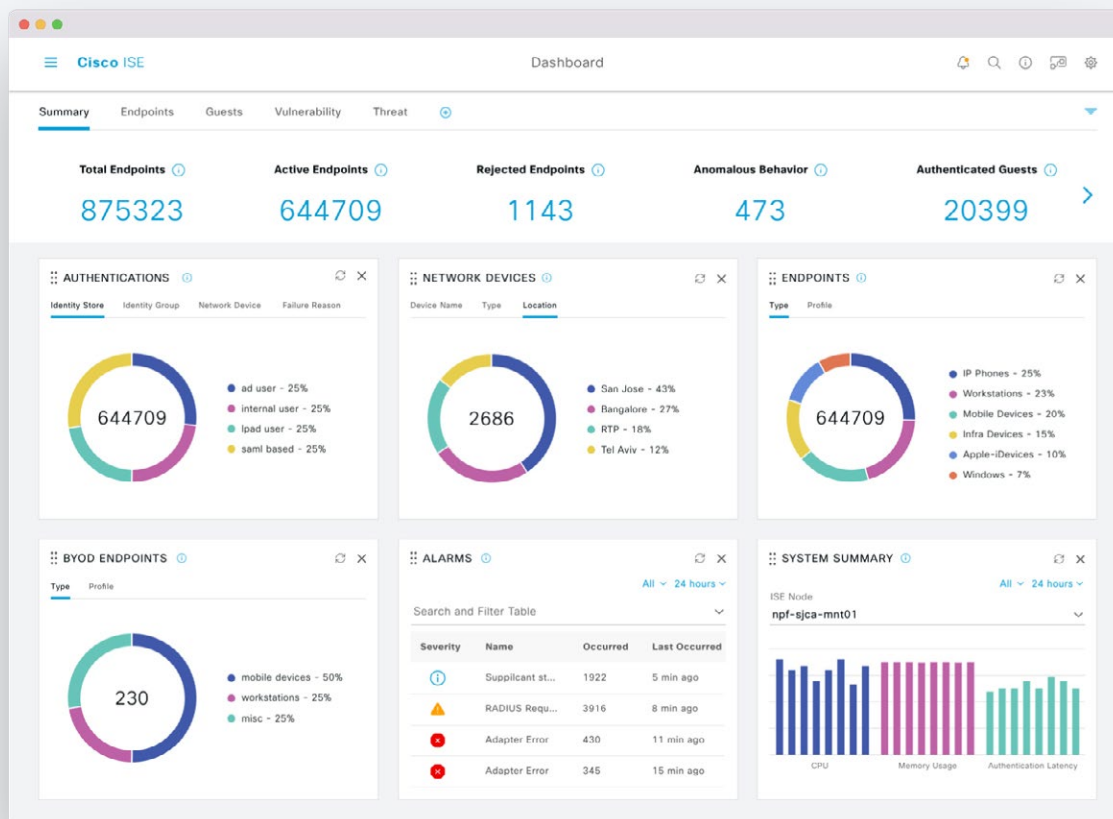 Cisco ISE
Dashboard
Summary Endpoints Guests Vulnerability Threat
Total Endpoints Active Endpoints Rejected Endpoints Anomalous Behavior Authenticated Guests
875323 644709 1143 473 20399
AUTHENTICATIONS
Identity Store Identity Group Network Device Failure Reason
644709
ad user - 25%
internal user - 25%
Ipad user - 25%
saml based - 25%
NETWORK DEVICES
Device Name Type Location
2686
San Jose - 43%
Bangalore - 27%
RTP - 18%
Tel Aviv - 12%
ENDPOINTS
Type Profile
644709
IP Phones - 25%
Workstations - 23%
Mobile Devices - 20%
Infra Devices - 15%
Apple-iDevices - 10%
Windows - 7%
BYOD ENDPOINTS
Type Profile
230
mobile devices - 50%
workstations - 25%
misc - 25%
ALARMS
All 24 hours
Search and Filter Table
Severity Name Occurred Last Occurred
Suppilcant st... 1922 5 min ago
RADIUS Requ... 3916 8 min ago
Adapter Error 430 11 min ago
Adapter Error 345 15 min ago
SYSTEM SUMMARY
All 24 hours
ISE Node
npf-sjca-mnt01
CPU Memory Usage Authentication Latency